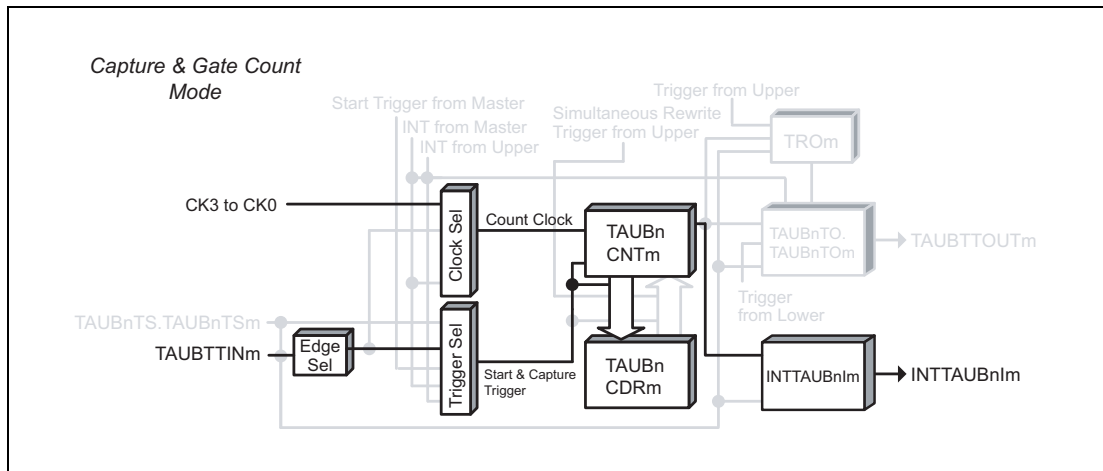 Capture & Gate Count
Mode
Start Trigger from Master
INT from Master
INT from Upper
Simultaneous Rewrite
Trigger from Upper
Trigger from Upper
TROm
CK3 to CK0
Clock Sel
Count Clock
TAUBn
CNTm
TAUBnTO.
TAUBnTOm
TAUBTTOUTm
Trigger
from Lower
TAUBnTS.TAUBnTSm
TAUBTTINm
Edge
Sel
Trigger Sel
Start & Capture
Trigger
TAUBn
CDRm
INTTAUBnIm
INTTAUBnIm